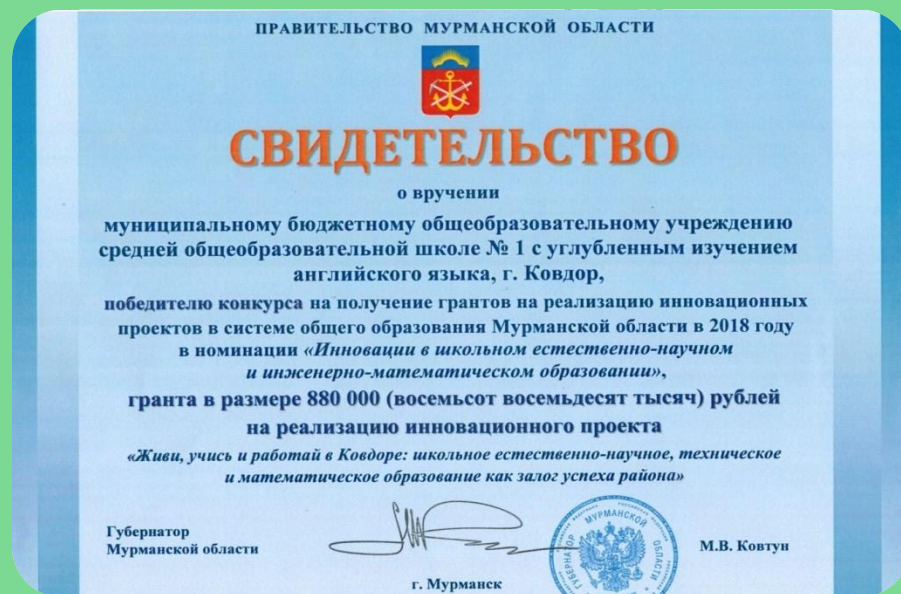 ПРАВИТЕЛЬСТВО МУРМАНСКОЙ ОБЛАСТИ
СВИДЕТЕЛЬСТВО
о вручении
муниципальному бюджетному общеобразовательному учреждению
средней общеобразовательной школе № 1 с углубленным изучением
английского языка, г. Ковдор,
победителю конкурса на получение грантов на реализацию инновационных
проектов в системе общего образования Мурманской области в 2018 году
в номинации «Инновации в школьном естественно-научном
и инженерно-математическом образовании»,
гранта в размере 880 000 (восемьсот восемьдесят тысяч) рублей
на реализацию инновационного проекта
«Живи, учись и работай в Ковдоре: школьное естественно-научное, техническое
и математическое образование как залог успеха района»
Губернатор
Мурманской области
М.В. Ковтун
г. Мурманск
ГУБЕРНАТОР МУРМАНСКОЙ ОБЛАСТИ